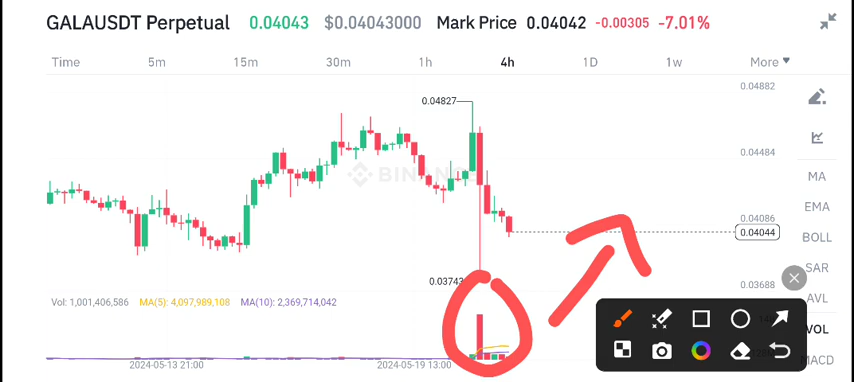 GALAUSDT Perpetual 0.04043 $0.04043000 Mark Price 0.04042 -0.00305 -7.01%
Time 5m 15m 30m 1h 4h 1D 1w More
0.04882
0.04827
0.04484
BINANCE
MA
EMA
0.04086
0.04044
BOLL
SAR
0.03743
0.03688
AVL
Vol: 1,001,406,586 MA(5): 4,097,989,108 MA(10): 2,369,714,042
VOL
MACD
2024-05-13 21:00 2024-05-19 13:00